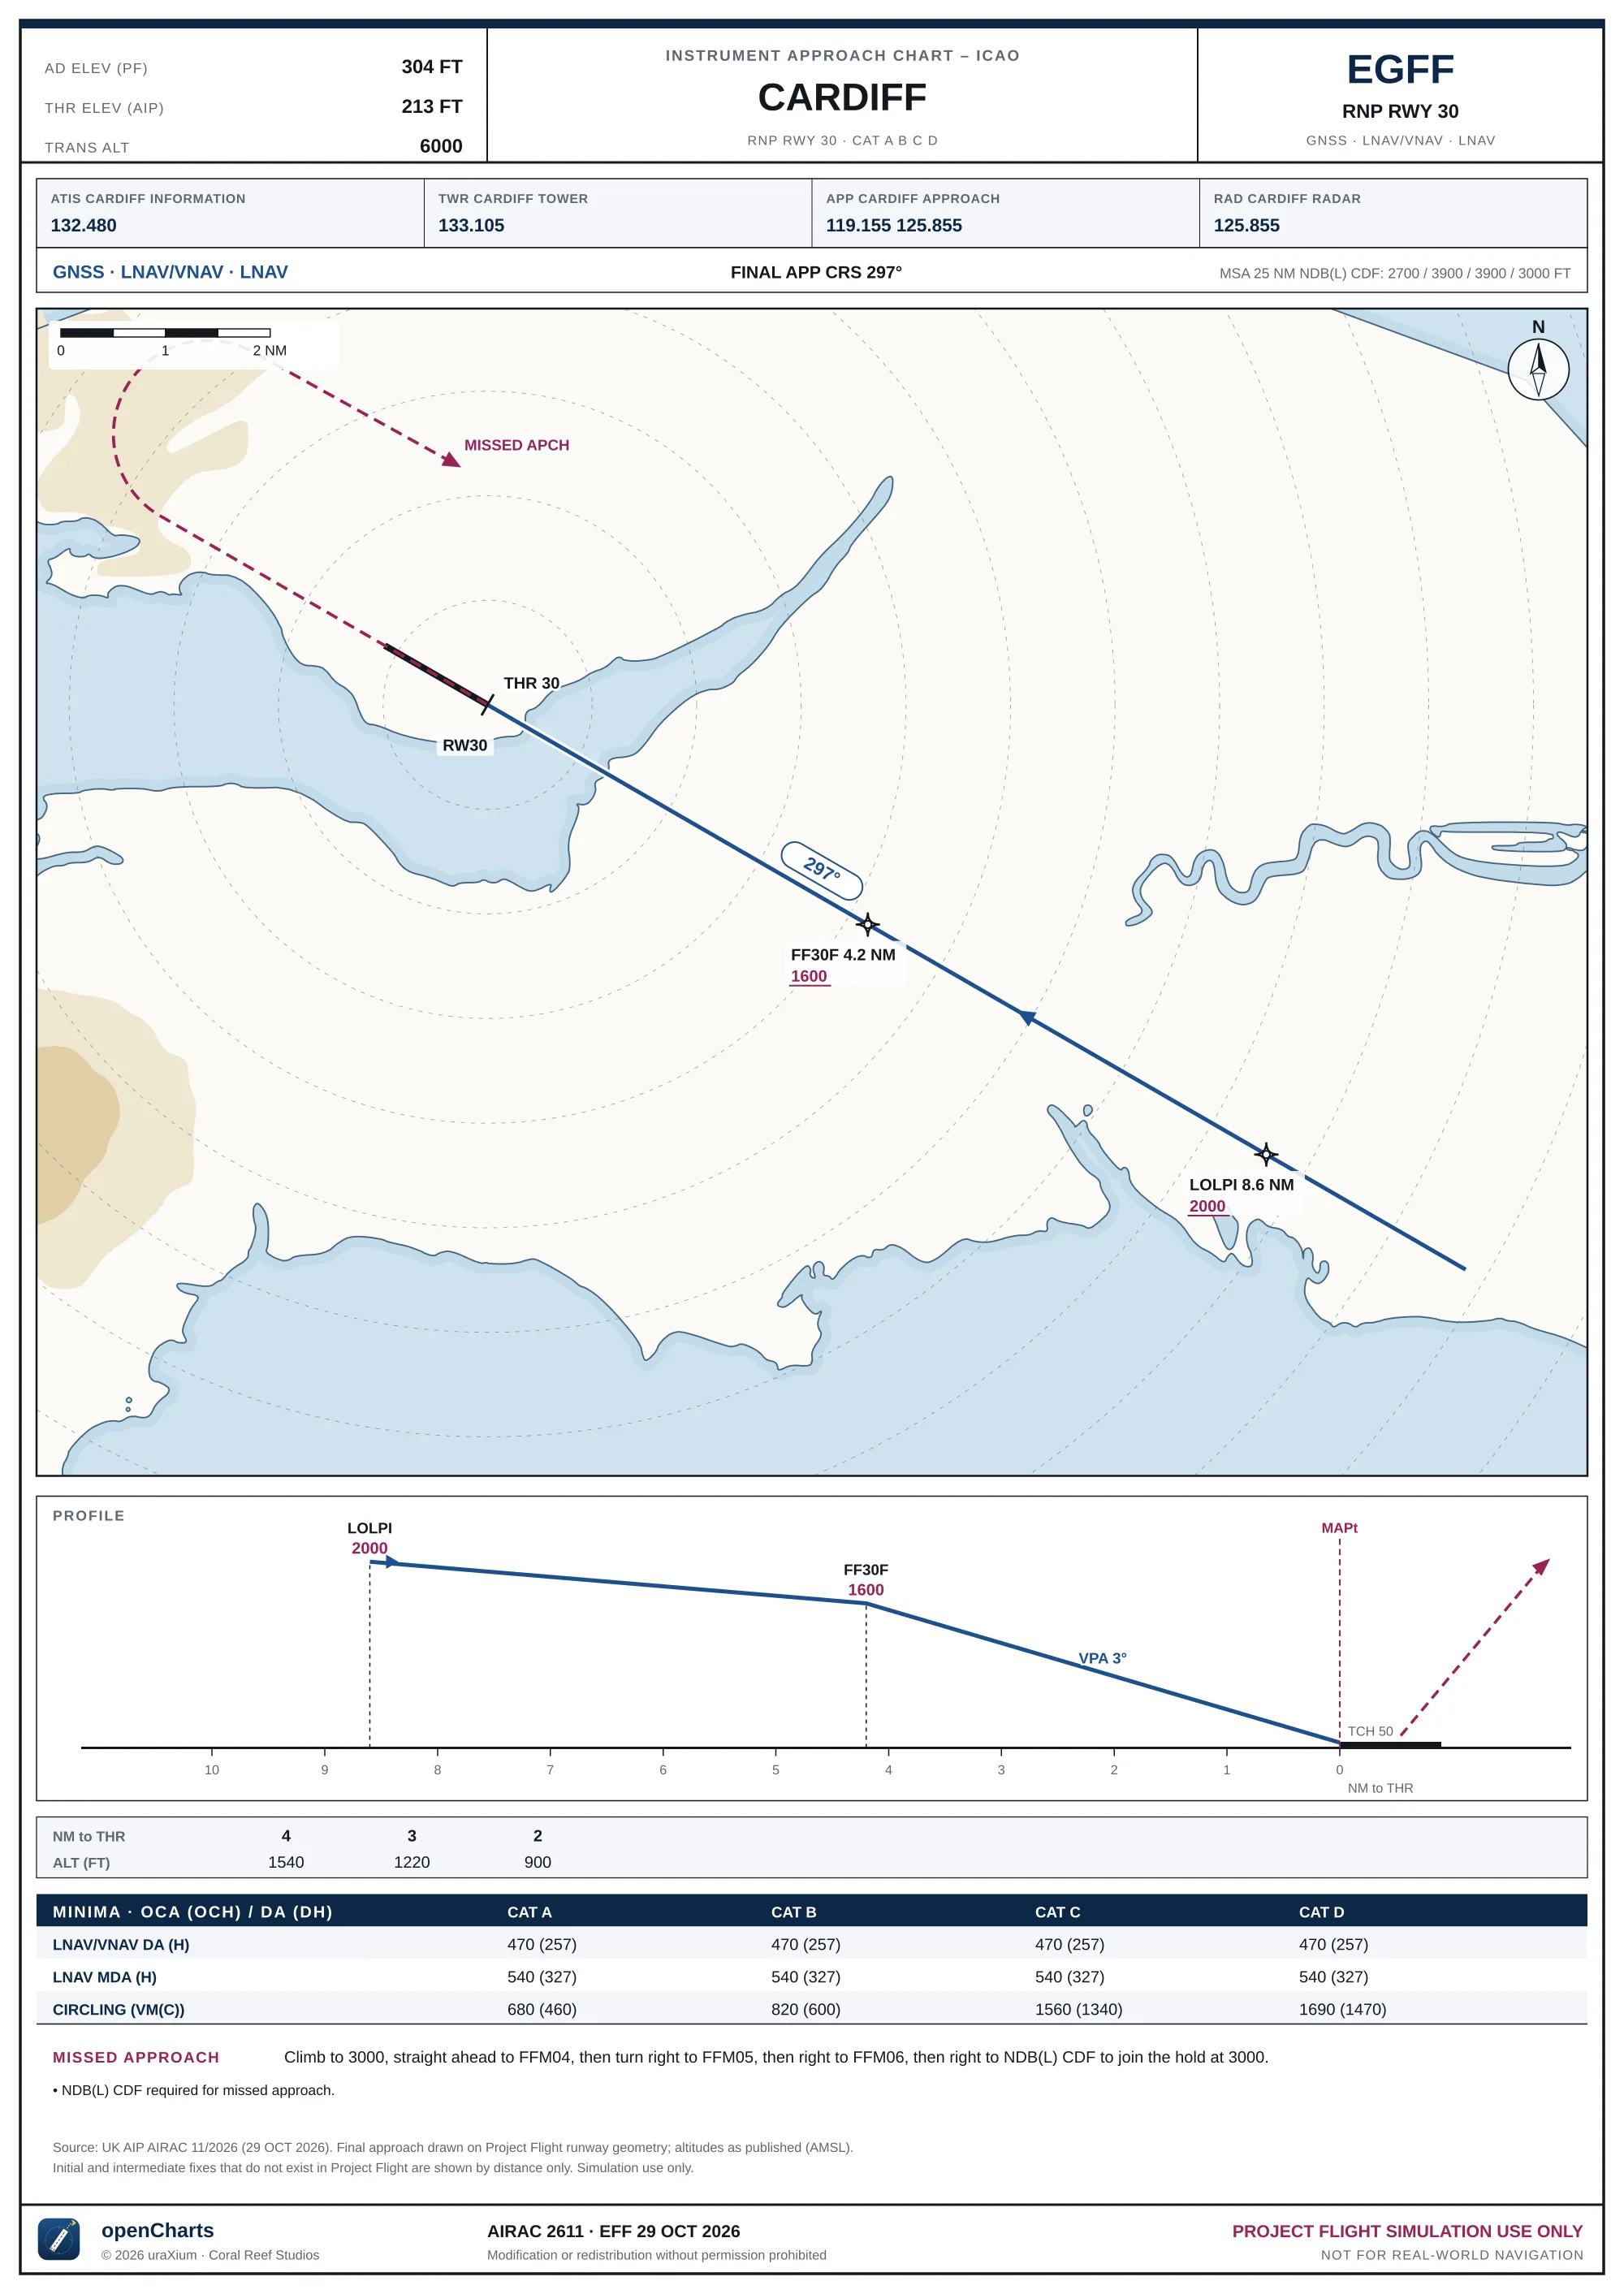 AD ELEV (PF) 304 FT
THR ELEV (AIP) 213 FT
TRANS ALT 6000
INSTRUMENT APPROACH CHART – ICAO
CARDIFF
RNP RWY 30 · CAT A B C D
EGFF
RNP RWY 30
GNSS · LNAV/VNAV · LNAV
ATIS CARDIFF INFORMATION
132.480
TWR CARDIFF TOWER
133.105
APP CARDIFF APPROACH
119.155 125.855
RAD CARDIFF RADAR
125.855
GNSS · LNAV/VNAV · LNAV
FINAL APP CRS 297°
MSA 25 NM NDB(L) CDF: 2700 / 3900 / 3900 / 3000 FT
0 1 2 NM
N
MISSED APCH
THR 30
RW30
297°
FF30F 4.2 NM
1600
LOLPI 8.6 NM
2000
PROFILE
LOLPI
2000
FF30F
1600
MAPt
VPA 3°
TCH 50
10 9 8 7 6 5 4 3 2 1 0
NM to THR
NM to THR 4 3 2
ALT (FT) 1540 1220 900
MINIMA · OCA (OCH) / DA (DH) CAT A CAT B CAT C CAT D
LNAV/VNAV DA (H) 470 (257) 470 (257) 470 (257) 470 (257)
LNAV MDA (H) 540 (327) 540 (327) 540 (327) 540 (327)
CIRCLING (VM(C)) 680 (460) 820 (600) 1560 (1340) 1690 (1470)
MISSED APPROACH Climb to 3000, straight ahead to FFM04, then turn right to FFM05, then right to FFM06, then right to NDB(L) CDF to join the hold at 3000.
• NDB(L) CDF required for missed approach.
Source: UK AIP AIRAC 11/2026 (29 OCT 2026). Final approach drawn on Project Flight runway geometry; altitudes as published (AMSL).
Initial and intermediate fixes that do not exist in Project Flight are shown by distance only. Simulation use only.
openCharts
© 2026 uraXium · Coral Reef Studios
AIRAC 2611 · EFF 29 OCT 2026
Modification or redistribution without permission prohibited
PROJECT FLIGHT SIMULATION USE ONLY
NOT FOR REAL-WORLD NAVIGATION